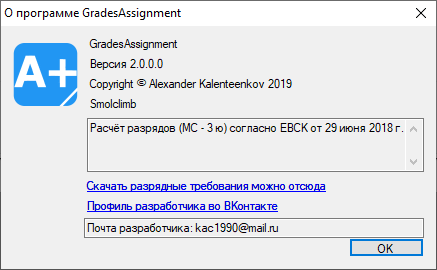 О программе GradesAssignment
A+
GradesAssignment
Версия 2.0.0.0
Copyright © Alexander Kalenteenkov 2019
Smolclimb
Расчёт разрядов (МС - 3 ю) согласно ЕВСК от 29 июня 2018 г.
Скачать разрядные требования можно отсюда
Профиль разработчика во ВКонтакте
Почта разработчика: kac1990@mail.ru
OK